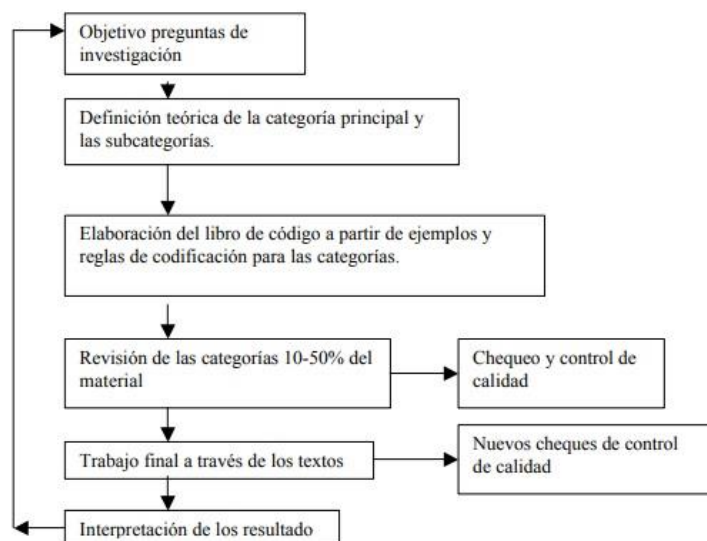 Objetivo preguntas de
investigación
Definición teórica de la categoría principal y
las subcategorías.
Elaboración del libro de código a partir de ejemplos y
reglas de codificación para las categorías.
Revisión de las categorías 10-50% del
material
Chequeo y control de
calidad
Trabajo final a través de los textos
Nuevos cheques de control
de calidad
Interpretación de los resultado